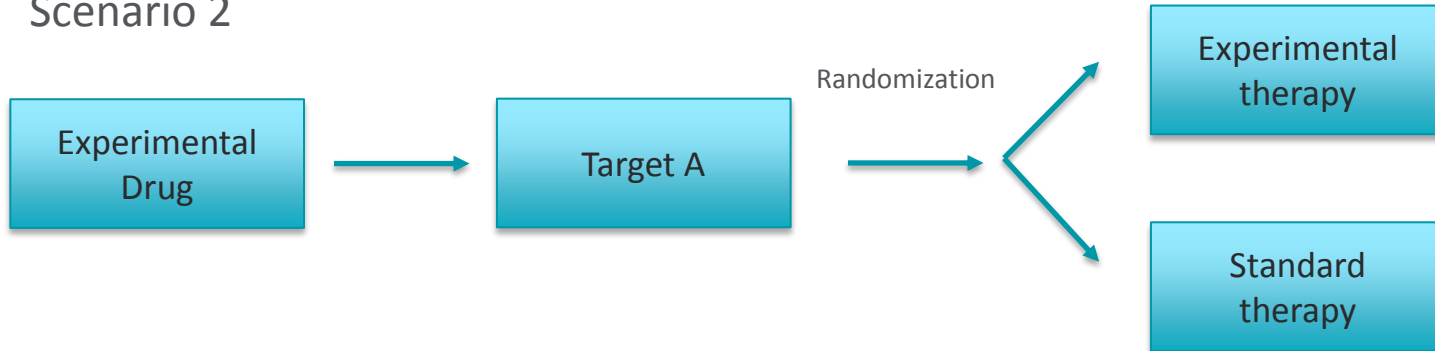 Scenario 2
Experimental
Drug
Target A
Randomization
Experimental
therapy
Standard
therapy